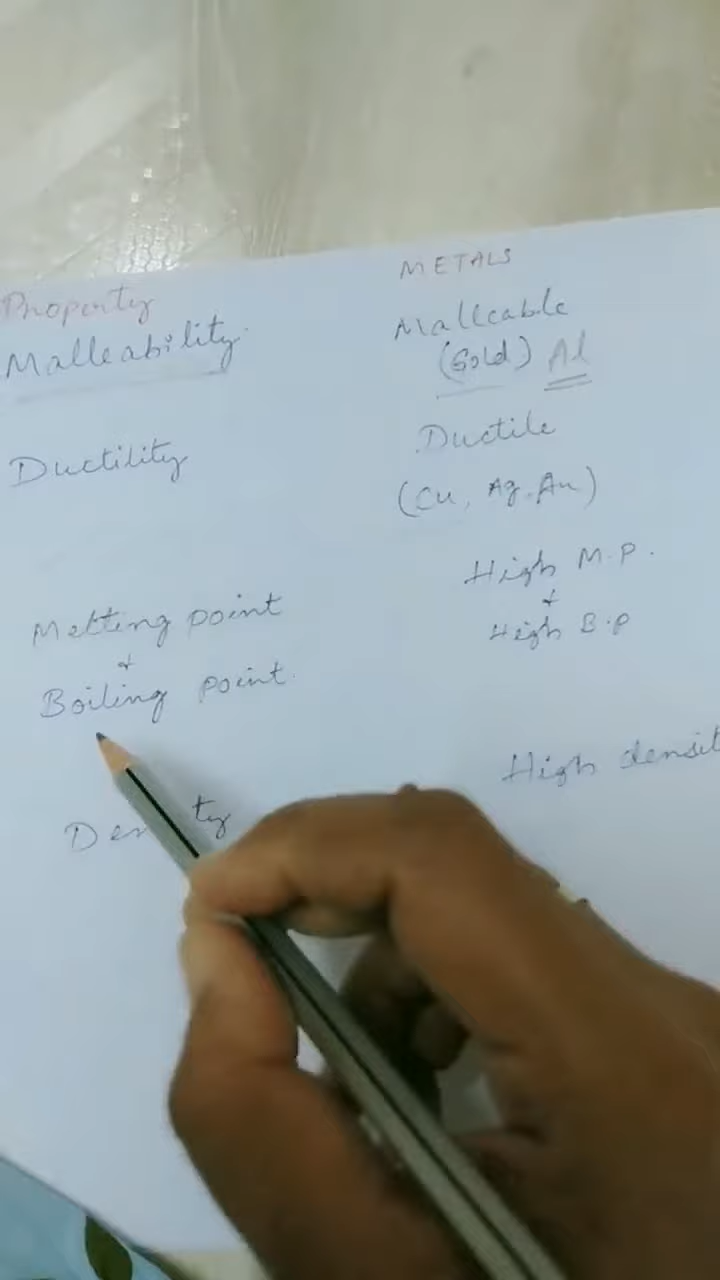 Property
METALS
Malleability
Malleable
(Gold) Al
Ductility
Ductile
(Cu, Ag, Au)
Melting point
&
Boiling point.
High M.P.
&
High B.P
High densit